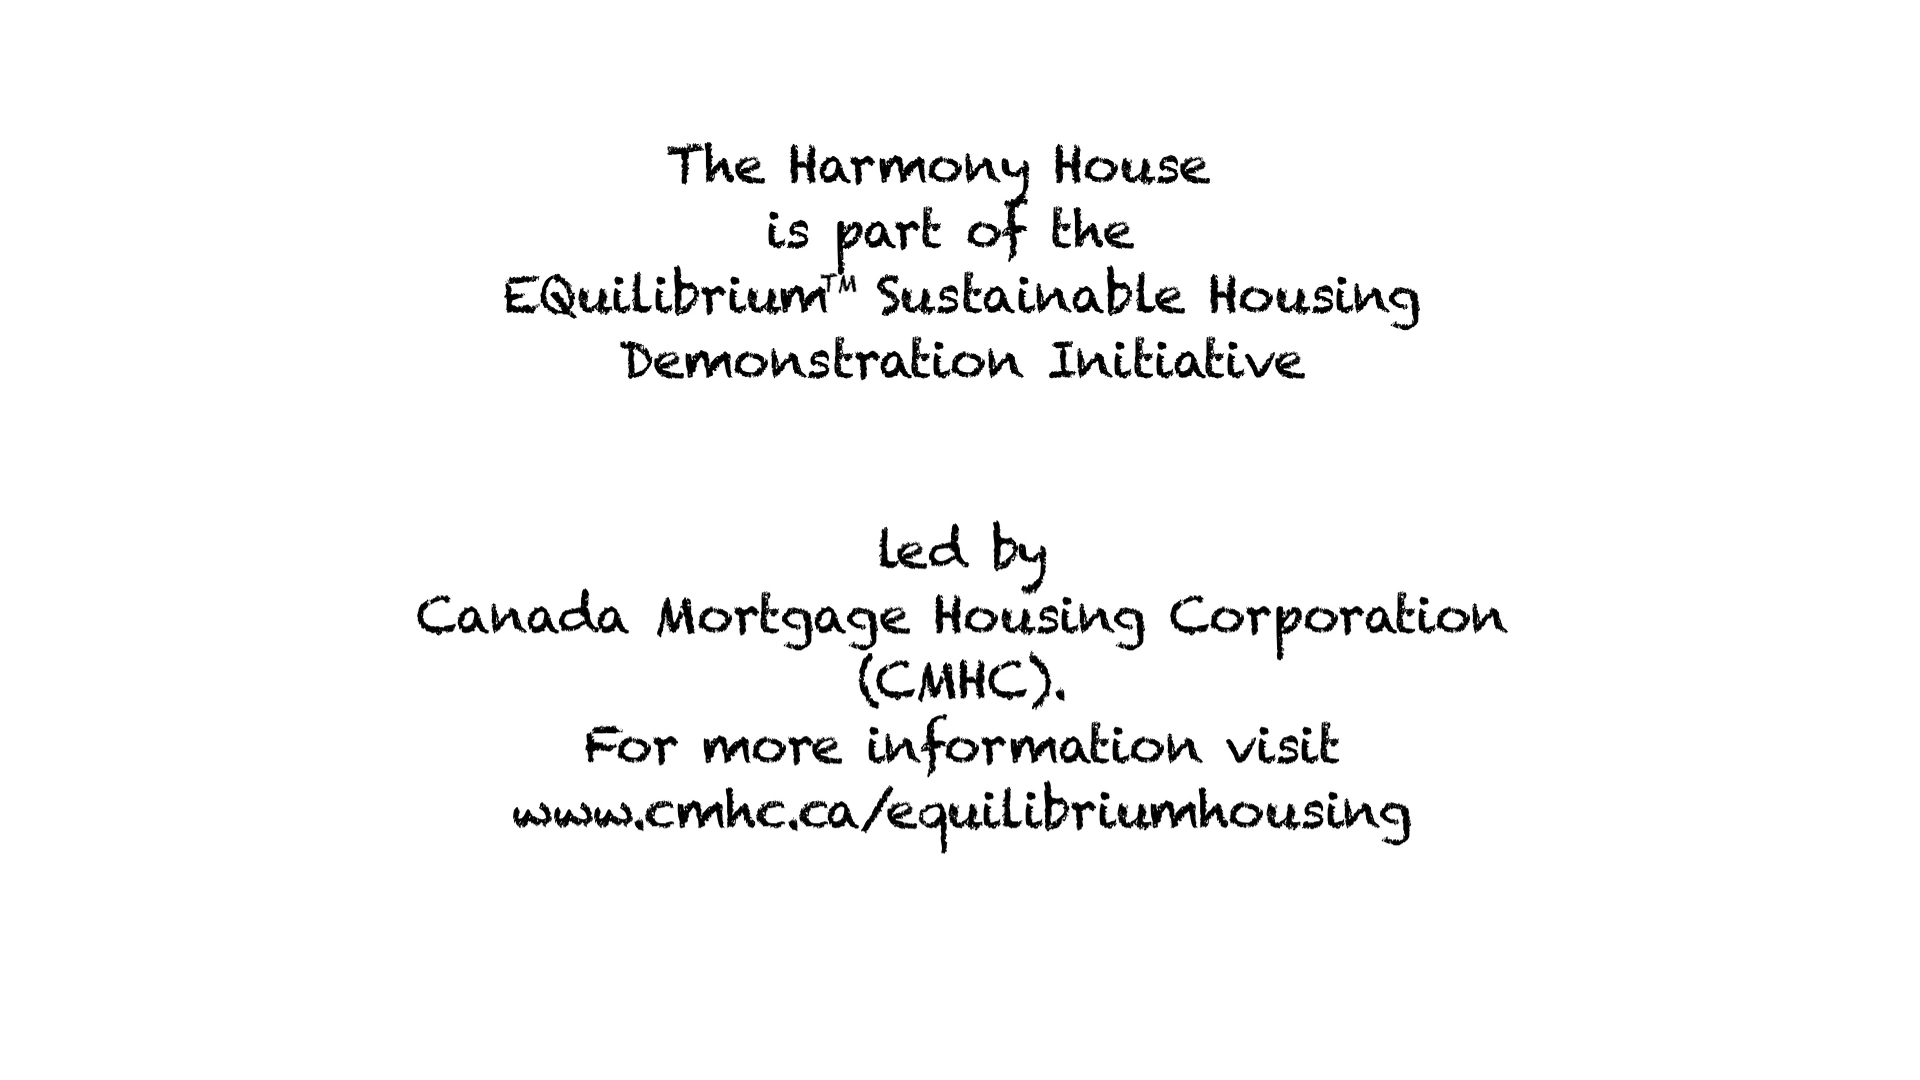 The Harmony House
is part of the
EQuilibrium™ Sustainable Housing
Demonstration Initiative
led by
Canada Mortgage Housing Corporation
(CMHC).
For more information visit
www.cmhc.ca/equilibriumhousing